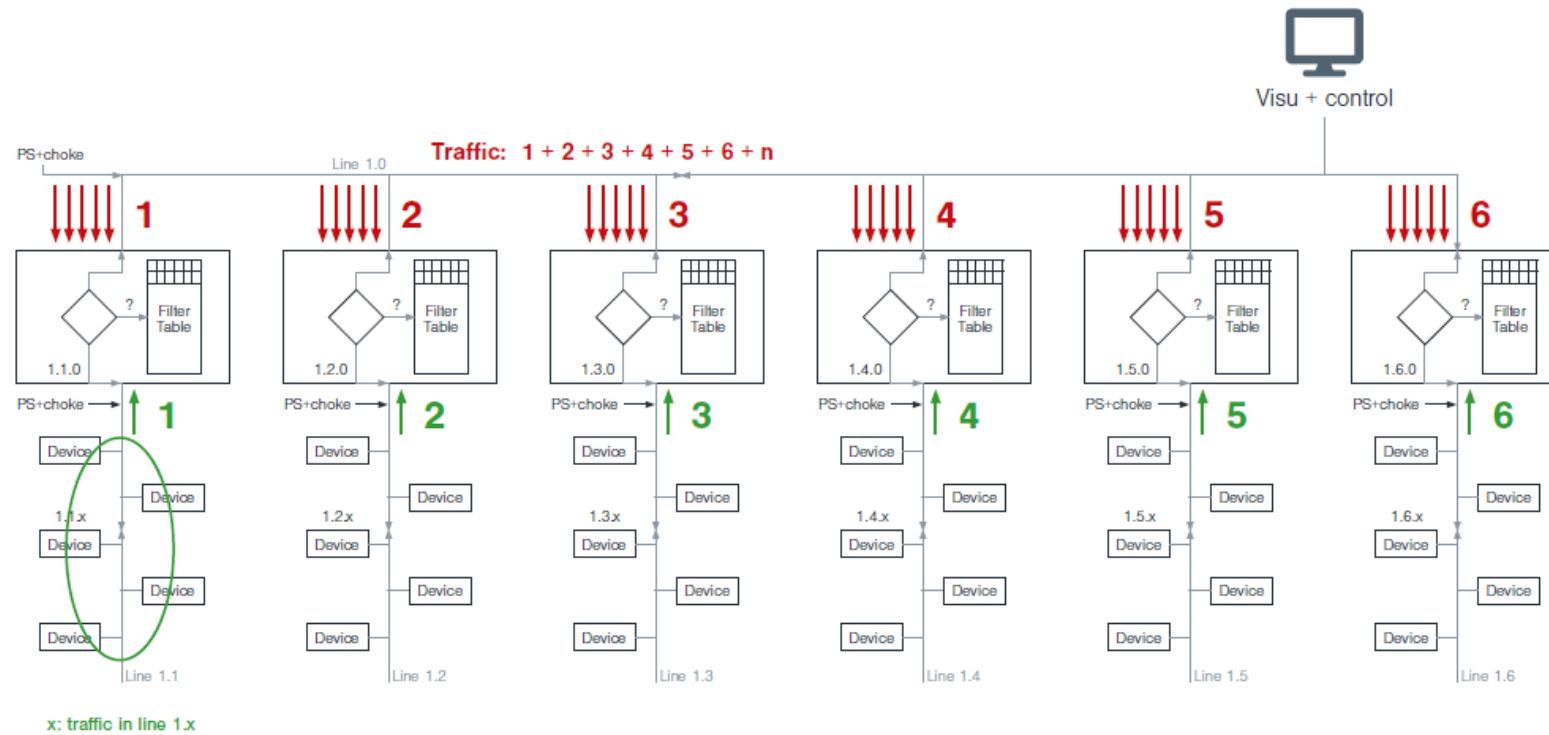 Visu + control
PS+choke
Line 1.0
Traffic: 1 + 2 + 3 + 4 + 5 + 6 + n
1 2 3 4 5 6
? Filter Table ? Filter Table ? Filter Table ? Filter Table ? Filter Table ? Filter Table
1.1.0 1.2.0 1.3.0 1.4.0 1.5.0 1.6.0
PS+choke 1 PS+choke 2 PS+choke 3 PS+choke 4 PS+choke 5 PS+choke 6
Device Device Device Device Device Device
Device Device Device Device Device Device
1.1.x 1.2.x 1.3.x 1.4.x 1.5.x 1.6.x
Device Device Device Device Device Device
Device Device Device Device Device Device
Device Device Device Device Device Device
Line 1.1 Line 1.2 Line 1.3 Line 1.4 Line 1.5 Line 1.6
x: traffic in line 1.x